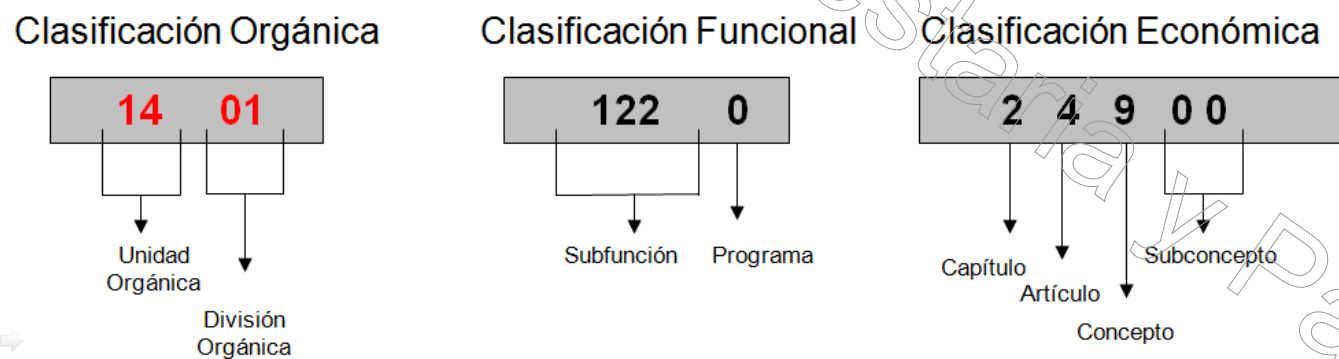 Clasificación Orgánica
14 01
Unidad
Orgánica
División
Orgánica
Clasificación Funcional
122 0
Subfunción
Programa
Clasificación Económica
2 4 9 0 0
Capítulo
Artículo
Concepto
Subconcepto